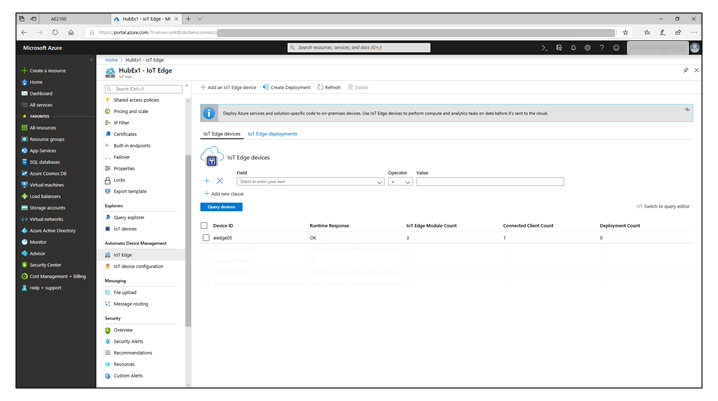 AE2100
HubEx1 - IoT Edge - Mi
https://portal.azure.com
Microsoft Azure
Search resources, services, and docs (G+/)
Create a resource
Home
Dashboard
All services
FAVORITES
All resources
Resource groups
App Services
SQL databases
Azure Cosmos DB
Virtual machines
Load balancers
Storage accounts
Virtual networks
Azure Active Directory
Monitor
Advisor
Security Center
Cost Management + Billing
Help + support
Home > HubEx1 - IoT Edge
HubEx1 - IoT Edge
IoT Hub
Search (Ctrl+/)
Shared access policies
Pricing and scale
IP Filter
Certificates
Built-in endpoints
Failover
Properties
Locks
Export template
Explorers
Query explorer
IoT devices
Automatic Device Management
IoT Edge
IoT device configuration
Messaging
File upload
Message routing
Security
Overview
Security Alerts
Recommendations
Resources
Custom Alerts
Add an IoT Edge device Create Deployment Refresh Delete
Deploy Azure services and solution-specific code to on-premises devices. Use IoT Edge devices to perform compute and analytics tasks on data before it's sent to the cloud.
IoT Edge devices IoT Edge deployments
IoT Edge devices
Field Operator Value
Select or enter your own =
Add new clause
Query devices
Switch to query editor
Device ID Runtime Response IoT Edge Module Count Connected Client Count Deployment Count
aiedge05 OK 3 1 0